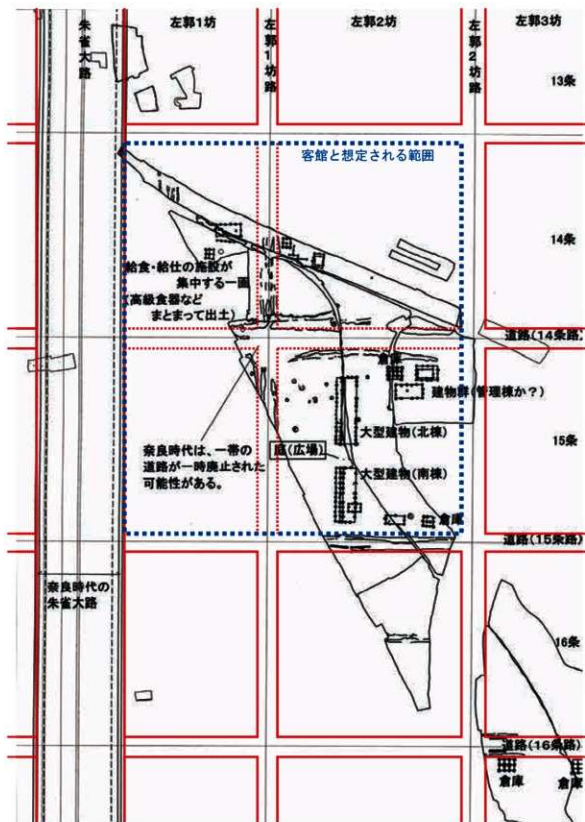 左郭1坊
左郭2坊
左郭3坊
朱雀大路
左郭1坊路
左郭2坊路
13条
客館と想定される範囲
14条
給食・給仕の施設が
集中する一画
(高級食器など
まとまって出土)
道路(14条路)
倉庫
建物群(管理棟か?)
大型建物(北棟)
15条
奈良時代は、一帯の
道路が一時廃止された
可能性がある。
庭(広場)
大型建物(南棟)
倉庫
道路(15条路)
奈良時代の
朱雀大路
16条
道路(16条路)
倉庫
倉庫